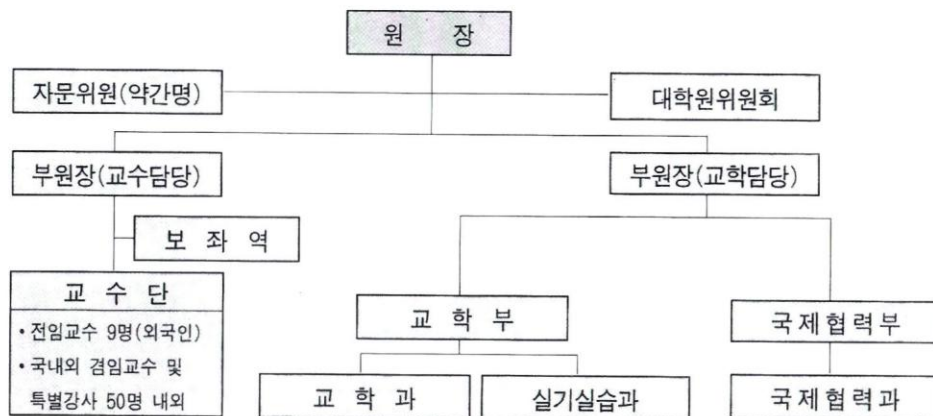 원 장
자문위원(약간명)
대학원위원회
부원장(교수담당)
부원장(교학담당)
보 좌 역
교 수 단
• 전임교수 9명(외국인)
• 국내외 겸임교수 및
특별강사 50명 내외
교 학 부
국제협력부
교 학 과
실기실습과
국제협력과